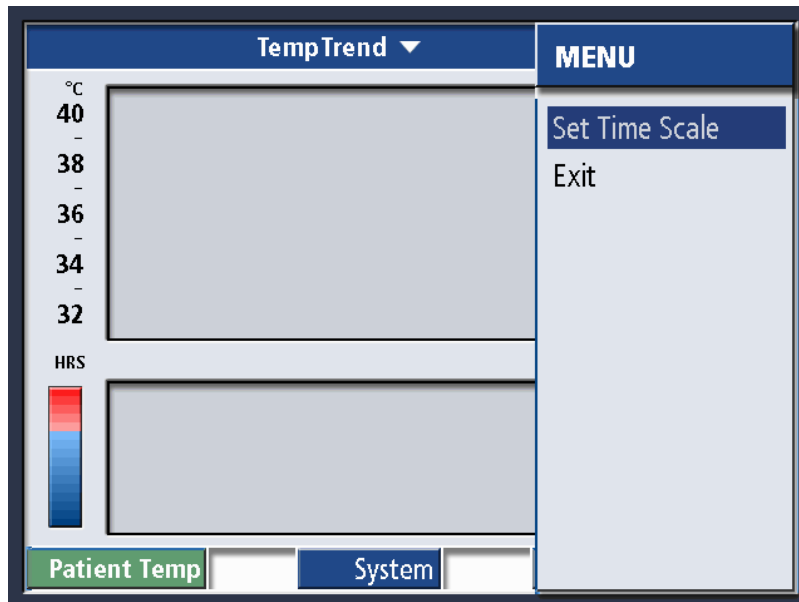 TempTrend
MENU
°C
40
38
36
34
32
HRS
Set Time Scale
Exit
Patient Temp
System